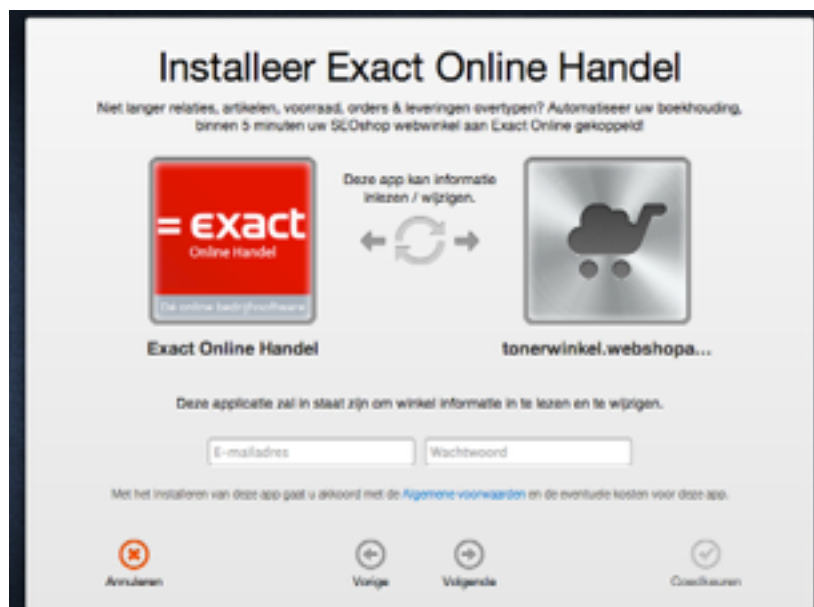 Installeer Exact Online Handel
Niet langer relaties, artikelen, voorraad, orders & leveringen overtypen? Automatiseer uw boekhouding,
binnen 5 minuten uw SEOshop webwinkel aan Exact Online gekoppeld!
Deze app kan informatie
inlezen / wijzigen.
= exact
Online Handel
Dé online bedrijfssoftware
Exact Online Handel
tonerwinkel.webshopa...
Deze applicatie zal in staat zijn om winkel informatie in te lezen en te wijzigen.
E-mailadres
Wachtwoord
Met het installeren van deze app gaat u akkoord met de Algemene voorwaarden en de eventuele kosten voor deze app.
Annuleren
Vorige
Volgende
Goedkeuren